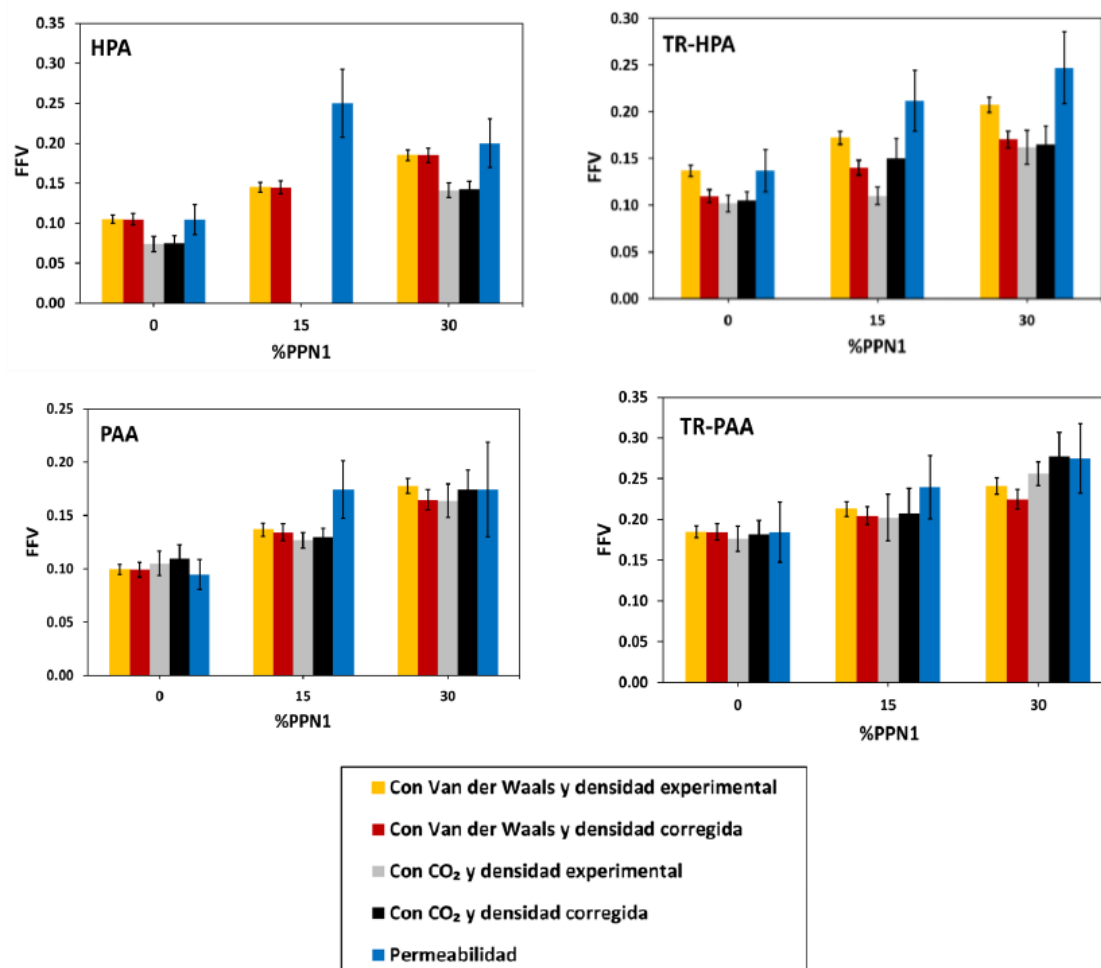 HPA
0.35
0.30
0.25
0.20
0.15
0.10
0.05
0.00
FFV
0
15
30
%PPN1
TR-HPA
0.30
0.25
0.20
0.15
0.10
0.05
0.00
FFV
0
15
30
%PPN1
PAA
0.25
0.20
0.15
0.10
0.05
0.00
FFV
0
15
30
%PPN1
TR-PAA
0.35
0.30
0.25
0.20
0.15
0.10
0.05
0.00
FFV
0
15
30
%PPN1
Con Van der Waals y densidad experimental
Con Van der Waals y densidad corregida
Con CO₂ y densidad experimental
Con CO₂ y densidad corregida
Permeabilidad